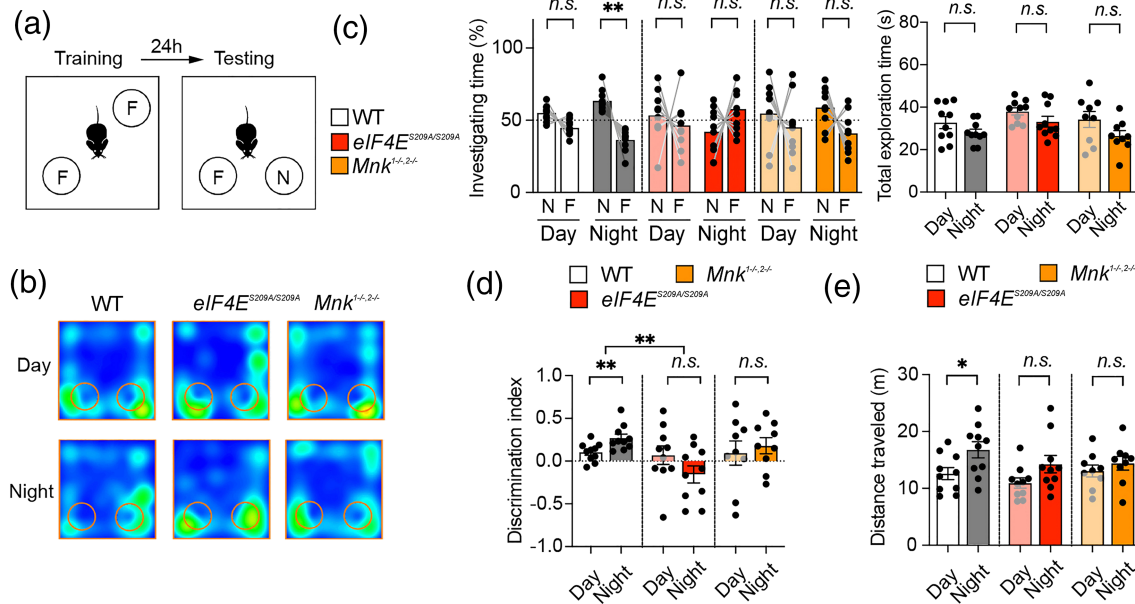 (a)
Training 24h Testing
F
F
F N
(c)
WT
eIF4E^S209A/S209A
Mnk^1-/-,2-/-
n.s. ** n.s. n.s. n.s. n.s.
Investigating time (%)
100
50
0
N F N F N F N F N F N F
Day Night Day Night Day Night
n.s. n.s. n.s.
Total exploration time (s)
80
60
40
20
0
Day Night Day Night Day Night
(b)
WT eIF4E^S209A/S209A Mnk^1-/-,2-/-
Day
Night
(d)
WT Mnk^1-/-,2-/-
eIF4E^S209A/S209A
**
** n.s. n.s.
Discrimination index
1.0
0.5
0.0
-0.5
-1.0
Day Night Day Night Day Night
(e)
WT Mnk^1-/-,2-/-
eIF4E^S209A/S209A
* n.s. n.s.
Distance traveled (m)
30
20
10
0
Day Night Day Night Day Night